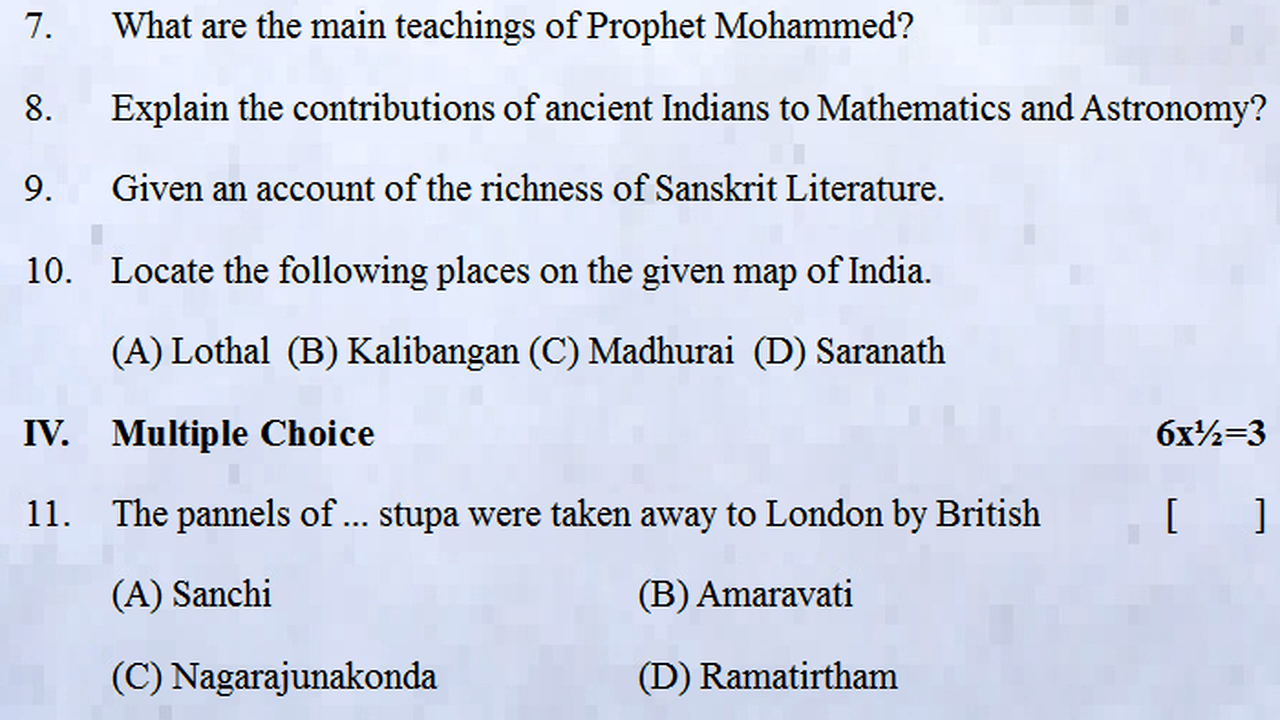 7. What are the main teachings of Prophet Mohammed?
8. Explain the contributions of ancient Indians to Mathematics and Astronomy?
9. Given an account of the richness of Sanskrit Literature.
10. Locate the following places on the given map of India.
(A) Lothal (B) Kalibangan (C) Madhurai (D) Saranath
IV. Multiple Choice 6x½=3
11. The pannels of ... stupa were taken away to London by British [ ]
(A) Sanchi (B) Amaravati
(C) Nagarajunakonda (D) Ramatirtham